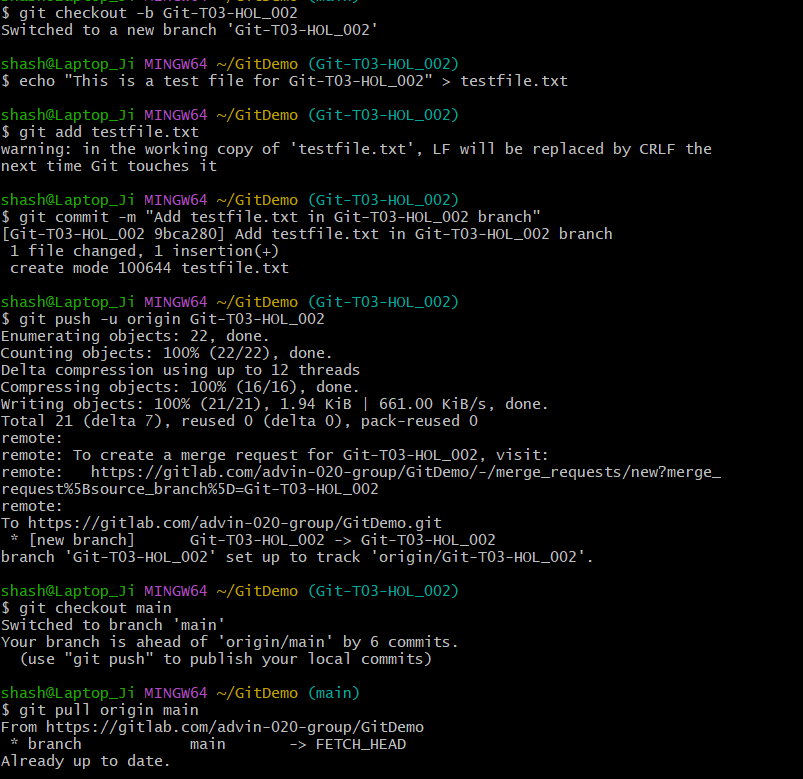 shash@Laptop_Ji MINGW64 ~/GitDemo (main)
$ git checkout -b Git-T03-HOL_002
Switched to a new branch 'Git-T03-HOL_002'
shash@Laptop_Ji MINGW64 ~/GitDemo (Git-T03-HOL_002)
$ echo "This is a test file for Git-T03-HOL_002" > testfile.txt
shash@Laptop_Ji MINGW64 ~/GitDemo (Git-T03-HOL_002)
$ git add testfile.txt
warning: in the working copy of 'testfile.txt', LF will be replaced by CRLF the
next time Git touches it
shash@Laptop_Ji MINGW64 ~/GitDemo (Git-T03-HOL_002)
$ git commit -m "Add testfile.txt in Git-T03-HOL_002 branch"
[Git-T03-HOL_002 9bca280] Add testfile.txt in Git-T03-HOL_002 branch
 1 file changed, 1 insertion(+)
 create mode 100644 testfile.txt
shash@Laptop_Ji MINGW64 ~/GitDemo (Git-T03-HOL_002)
$ git push -u origin Git-T03-HOL_002
Enumerating objects: 22, done.
Counting objects: 100% (22/22), done.
Delta compression using up to 12 threads
Compressing objects: 100% (16/16), done.
Writing objects: 100% (21/21), 1.94 KiB | 661.00 KiB/s, done.
Total 21 (delta 7), reused 0 (delta 0), pack-reused 0
remote:
remote: To create a merge request for Git-T03-HOL_002, visit:
remote:   https://gitlab.com/advin-020-group/GitDemo/-/merge_requests/new?merge_
request%5Bsource_branch%5D=Git-T03-HOL_002
remote:
To https://gitlab.com/advin-020-group/GitDemo.git
 * [new branch]      Git-T03-HOL_002 -> Git-T03-HOL_002
branch 'Git-T03-HOL_002' set up to track 'origin/Git-T03-HOL_002'.
shash@Laptop_Ji MINGW64 ~/GitDemo (Git-T03-HOL_002)
$ git checkout main
Switched to branch 'main'
Your branch is ahead of 'origin/main' by 6 commits.
  (use "git push" to publish your local commits)
shash@Laptop_Ji MINGW64 ~/GitDemo (main)
$ git pull origin main
From https://gitlab.com/advin-020-group/GitDemo
 * branch            main       -> FETCH_HEAD
Already up to date.